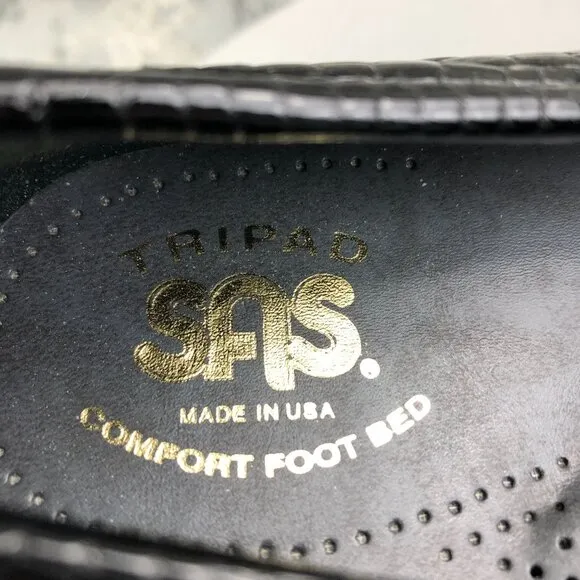 TRIPAD
SAS.
MADE IN USA
COMFORT FOOT BED